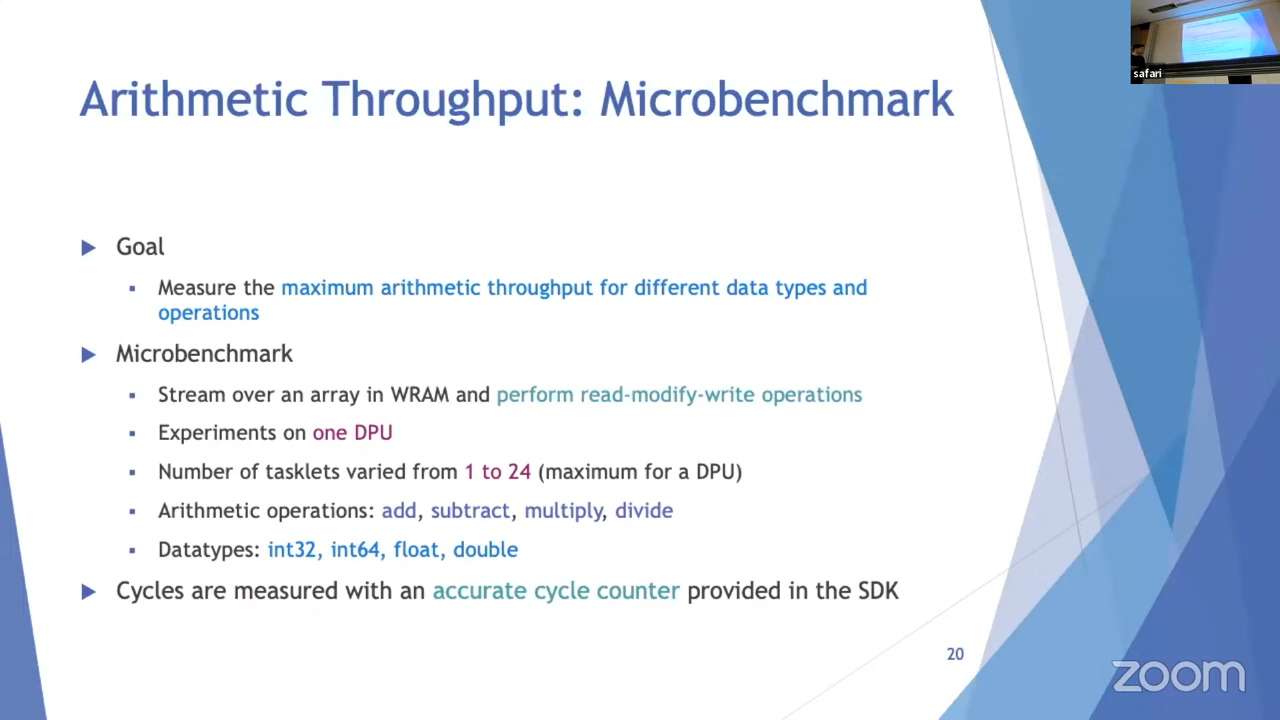 safari
Arithmetic Throughput: Microbenchmark
Goal
Measure the maximum arithmetic throughput for different data types and
operations
Microbenchmark
Stream over an array in WRAM and perform read-modify-write operations
Experiments on one DPU
Number of tasklets varied from 1 to 24 (maximum for a DPU)
Arithmetic operations: add, subtract, multiply, divide
Datatypes: int32, int64, float, double
Cycles are measured with an accurate cycle counter provided in the SDK
20
zoom